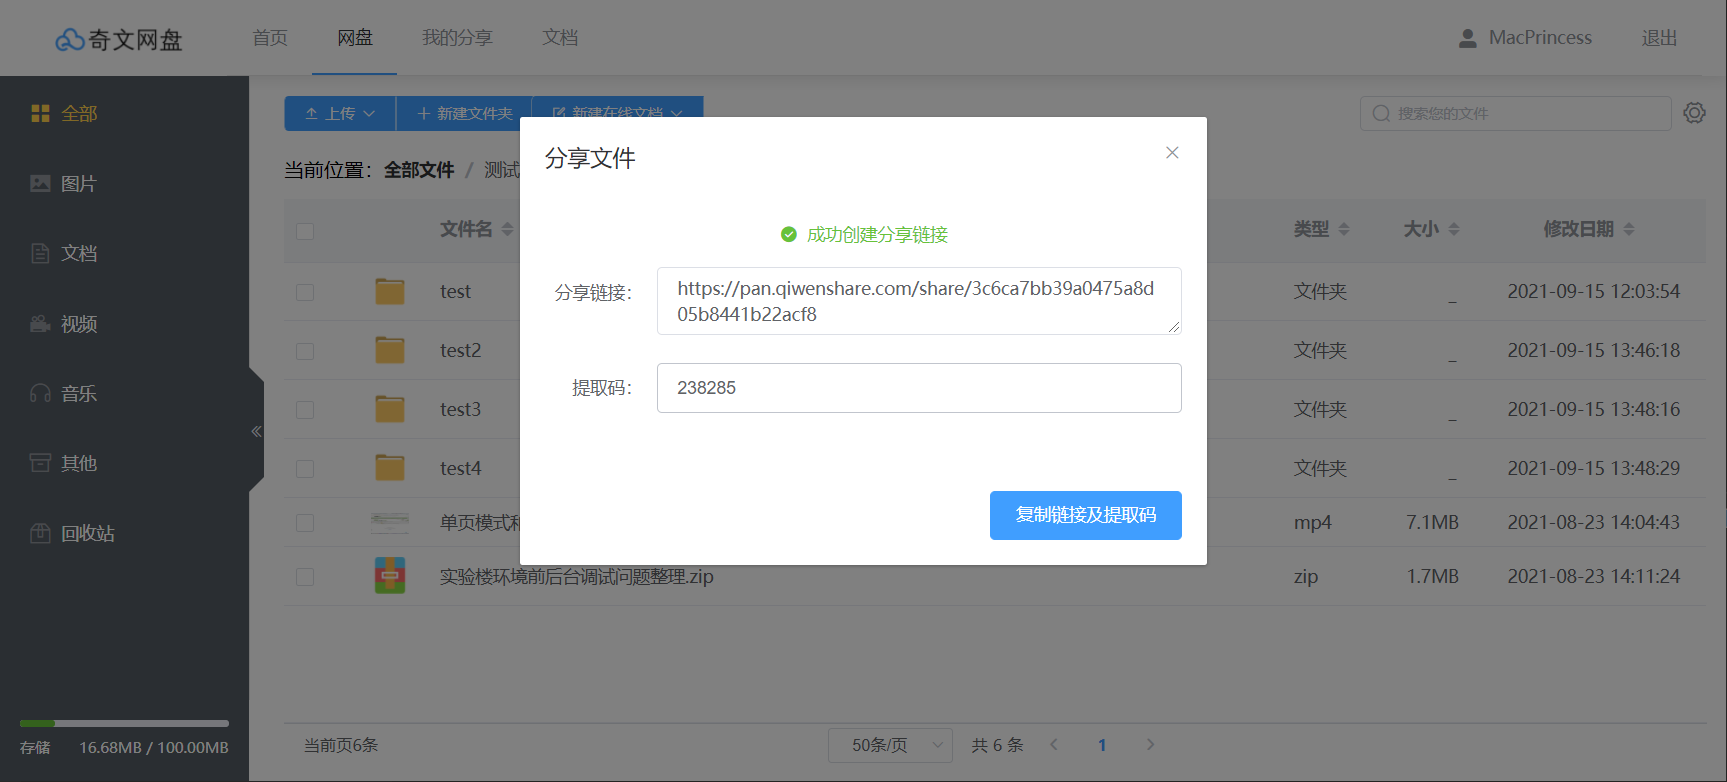 奇文网盘
首页 网盘 我的分享 文档
MacPrincess 退出
全部
图片
文档
视频
音乐
其他
回收站
存储 16.68MB / 100.00MB
上传 新建文件夹 新建在线文档
搜索您的文件
当前位置： 全部文件 / 测试
文件名 类型 大小 修改日期
test 文件夹 _ 2021-09-15 12:03:54
test2 文件夹 _ 2021-09-15 13:46:18
test3 文件夹 _ 2021-09-15 13:48:16
test4 文件夹 _ 2021-09-15 13:48:29
单页模式和 mp4 7.1MB 2021-08-23 14:04:43
实验楼环境前后台调试问题整理.zip zip 1.7MB 2021-08-23 14:11:24
分享文件
成功创建分享链接
分享链接： https://pan.qiwenshare.com/share/3c6ca7bb39a0475a8d
05b8441b22acf8
提取码： 238285
复制链接及提取码
当前页6条 50条/页 共 6 条 1